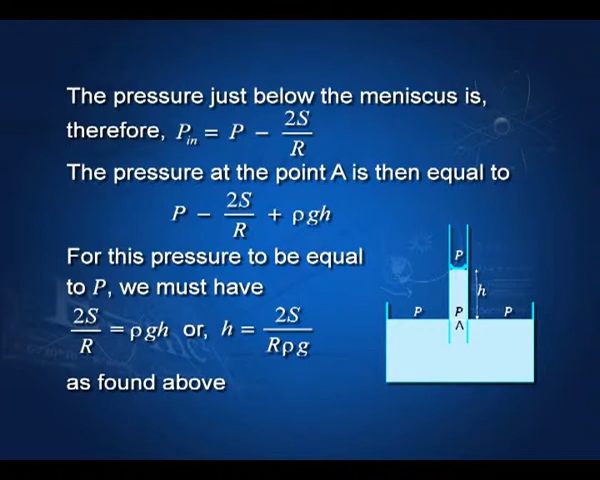 The pressure just below the meniscus is,
therefore, P_in = P − 2S/R
The pressure at the point A is then equal to
P − 2S/R + ρgh
For this pressure to be equal
to P, we must have
2S/R = ρgh or, h = 2S/Rρg
as found above
P
h
P P P
A